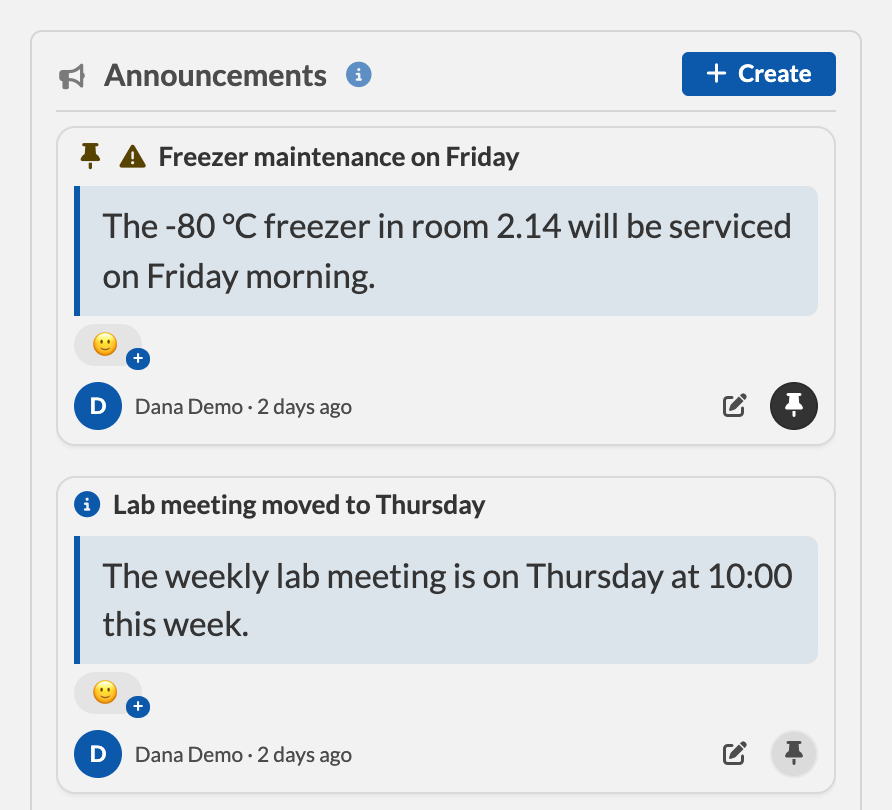 Announcements
+ Create
Freezer maintenance on Friday
The -80 °C freezer in room 2.14 will be serviced
on Friday morning.
D
Dana Demo · 2 days ago
Lab meeting moved to Thursday
The weekly lab meeting is on Thursday at 10:00
this week.
D
Dana Demo · 2 days ago